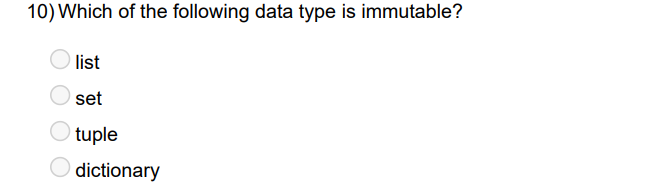 10) Which of the following data type is immutable?
list
set
tuple
dictionary